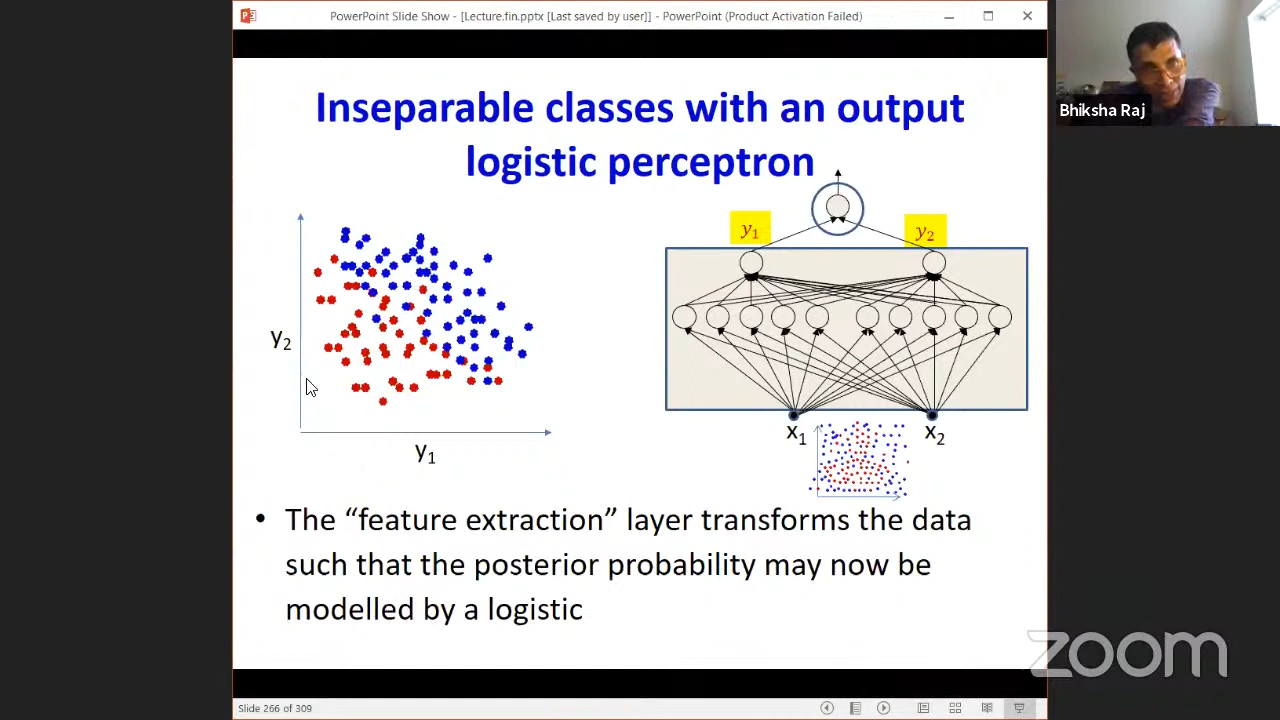 PowerPoint Slide Show - [Lecture.fin.pptx [Last saved by user]] - PowerPoint (Product Activation Failed)
Bhiksha Raj
Inseparable classes with an output
logistic perceptron
y1
y2
y2
y1
x1
x2
• The “feature extraction” layer transforms the data
such that the posterior probability may now be
modelled by a logistic
zoom
Slide 266 of 309